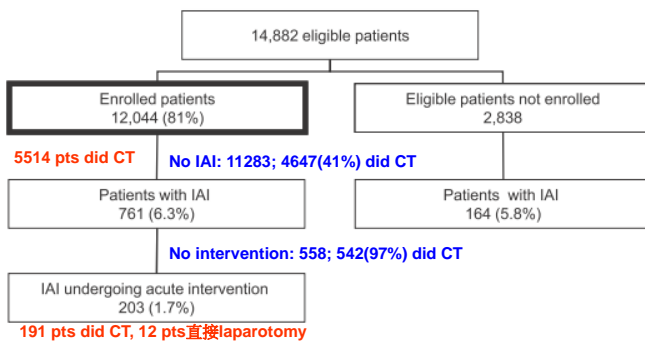 14,882 eligible patients
Enrolled patients
12,044 (81%)
Eligible patients not enrolled
2,838
5514 pts did CT
No IAI: 11283; 4647(41%) did CT
Patients with IAI
761 (6.3%)
Patients with IAI
164 (5.8%)
No intervention: 558; 542(97%) did CT
IAI undergoing acute intervention
203 (1.7%)
191 pts did CT, 12 pts直接laparotomy